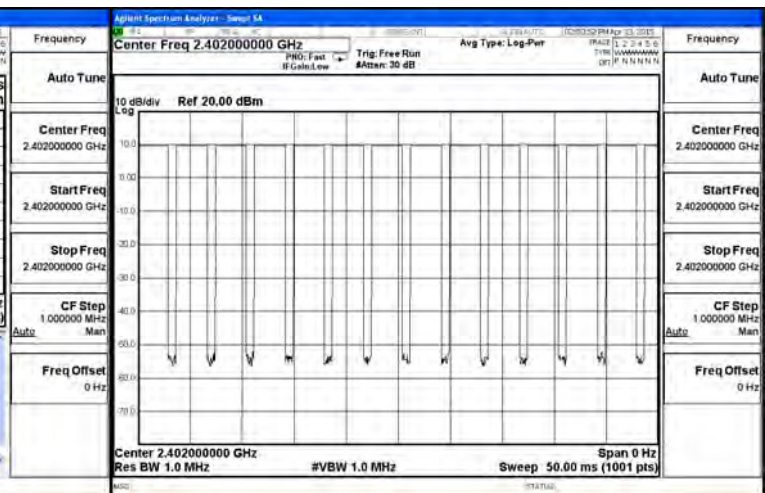 Agilent Spectrum Analyzer - Swept SA
Frequency
Auto Tune
Center Freq
2.402000000 GHz
Start Freq
2.402000000 GHz
Stop Freq
2.402000000 GHz
CF Step
1.000000 MHz
Auto Man
Freq Offset
0 Hz
Center Freq 2.402000000 GHz
PNO: Fast
IFGain:Low
Trig: Free Run
#Atten: 30 dB
Avg Type: Log-Pwr
TRACE 1 2 3 4 5 6
TYPE
DET P N N N N N
10 dB/div Ref 20.00 dBm
Log
10.0
0.00
-10.0
-20.0
-30.0
-40.0
-50.0
-60.0
-70.0
Center 2.402000000 GHz
Span 0 Hz
Res BW 1.0 MHz
#VBW 1.0 MHz
Sweep 50.00 ms (1001 pts)
MSG
STATUS
Frequency
Auto Tune
Center Freq
2.402000000 GHz
Start Freq
2.402000000 GHz
Stop Freq
2.402000000 GHz
CF Step
1.000000 MHz
Auto Man
Freq Offset
0 Hz